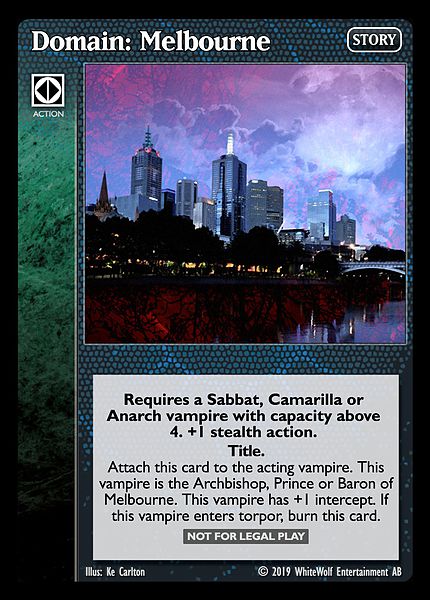 Domain: Melbourne
STORY
ACTION
Requires a Sabbat, Camarilla or
Anarch vampire with capacity above
4. +1 stealth action.
Title.
Attach this card to the acting vampire. This
vampire is the Archbishop, Prince or Baron of
Melbourne. This vampire has +1 intercept. If
this vampire enters torpor, burn this card.
NOT FOR LEGAL PLAY
Illus: Ke Carlton
© 2019 WhiteWolf Entertainment AB